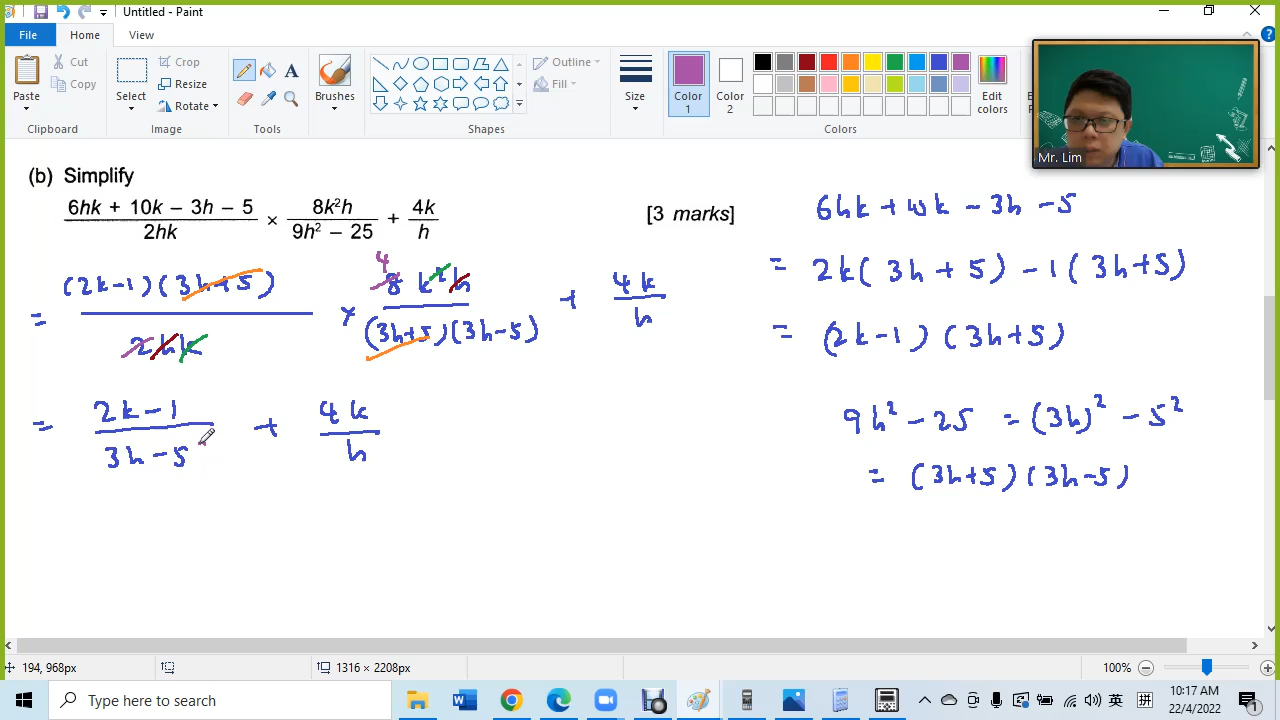 Untitled - Paint
File Home View
Paste
Cut
Copy
Clipboard
Select
Crop
Resize
Rotate
Image
A
Tools
Brushes
Outline
Fill
Shapes
Size
Color 1
Color 2
Edit colors
Colors
Mr. Lim
(b) Simplify
6hk + 10k − 3h − 5 / 2hk × 8k²h / 9h² − 25 + 4k / h
[3 marks]
= (2k−1)(3h+5) / 2hk × 4 8k²h / (3h+5)(3h−5) + 4k / h
= 2k−1 / 3h−5 + 4k / h
6hk + 10k − 3h − 5
= 2k(3h + 5) − 1(3h+5)
= (2k−1)(3h+5)
9h² − 25 = (3h)² − 5²
= (3h+5)(3h−5)
194, 968px
1316 × 2208px
100%
Type here to search
英 拼
10:17 AM
22/4/2022
1